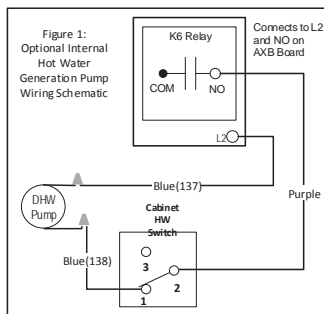 Figure 1:
Optional Internal
Hot Water
Generation Pump
Wiring Schematic
K6 Relay
Connects to L2
and NO on
AXB Board
COM
NO
L2
Blue(137)
Purple
DHW
Pump
Cabinet
HW
Switch
Blue(138)
3
2
1